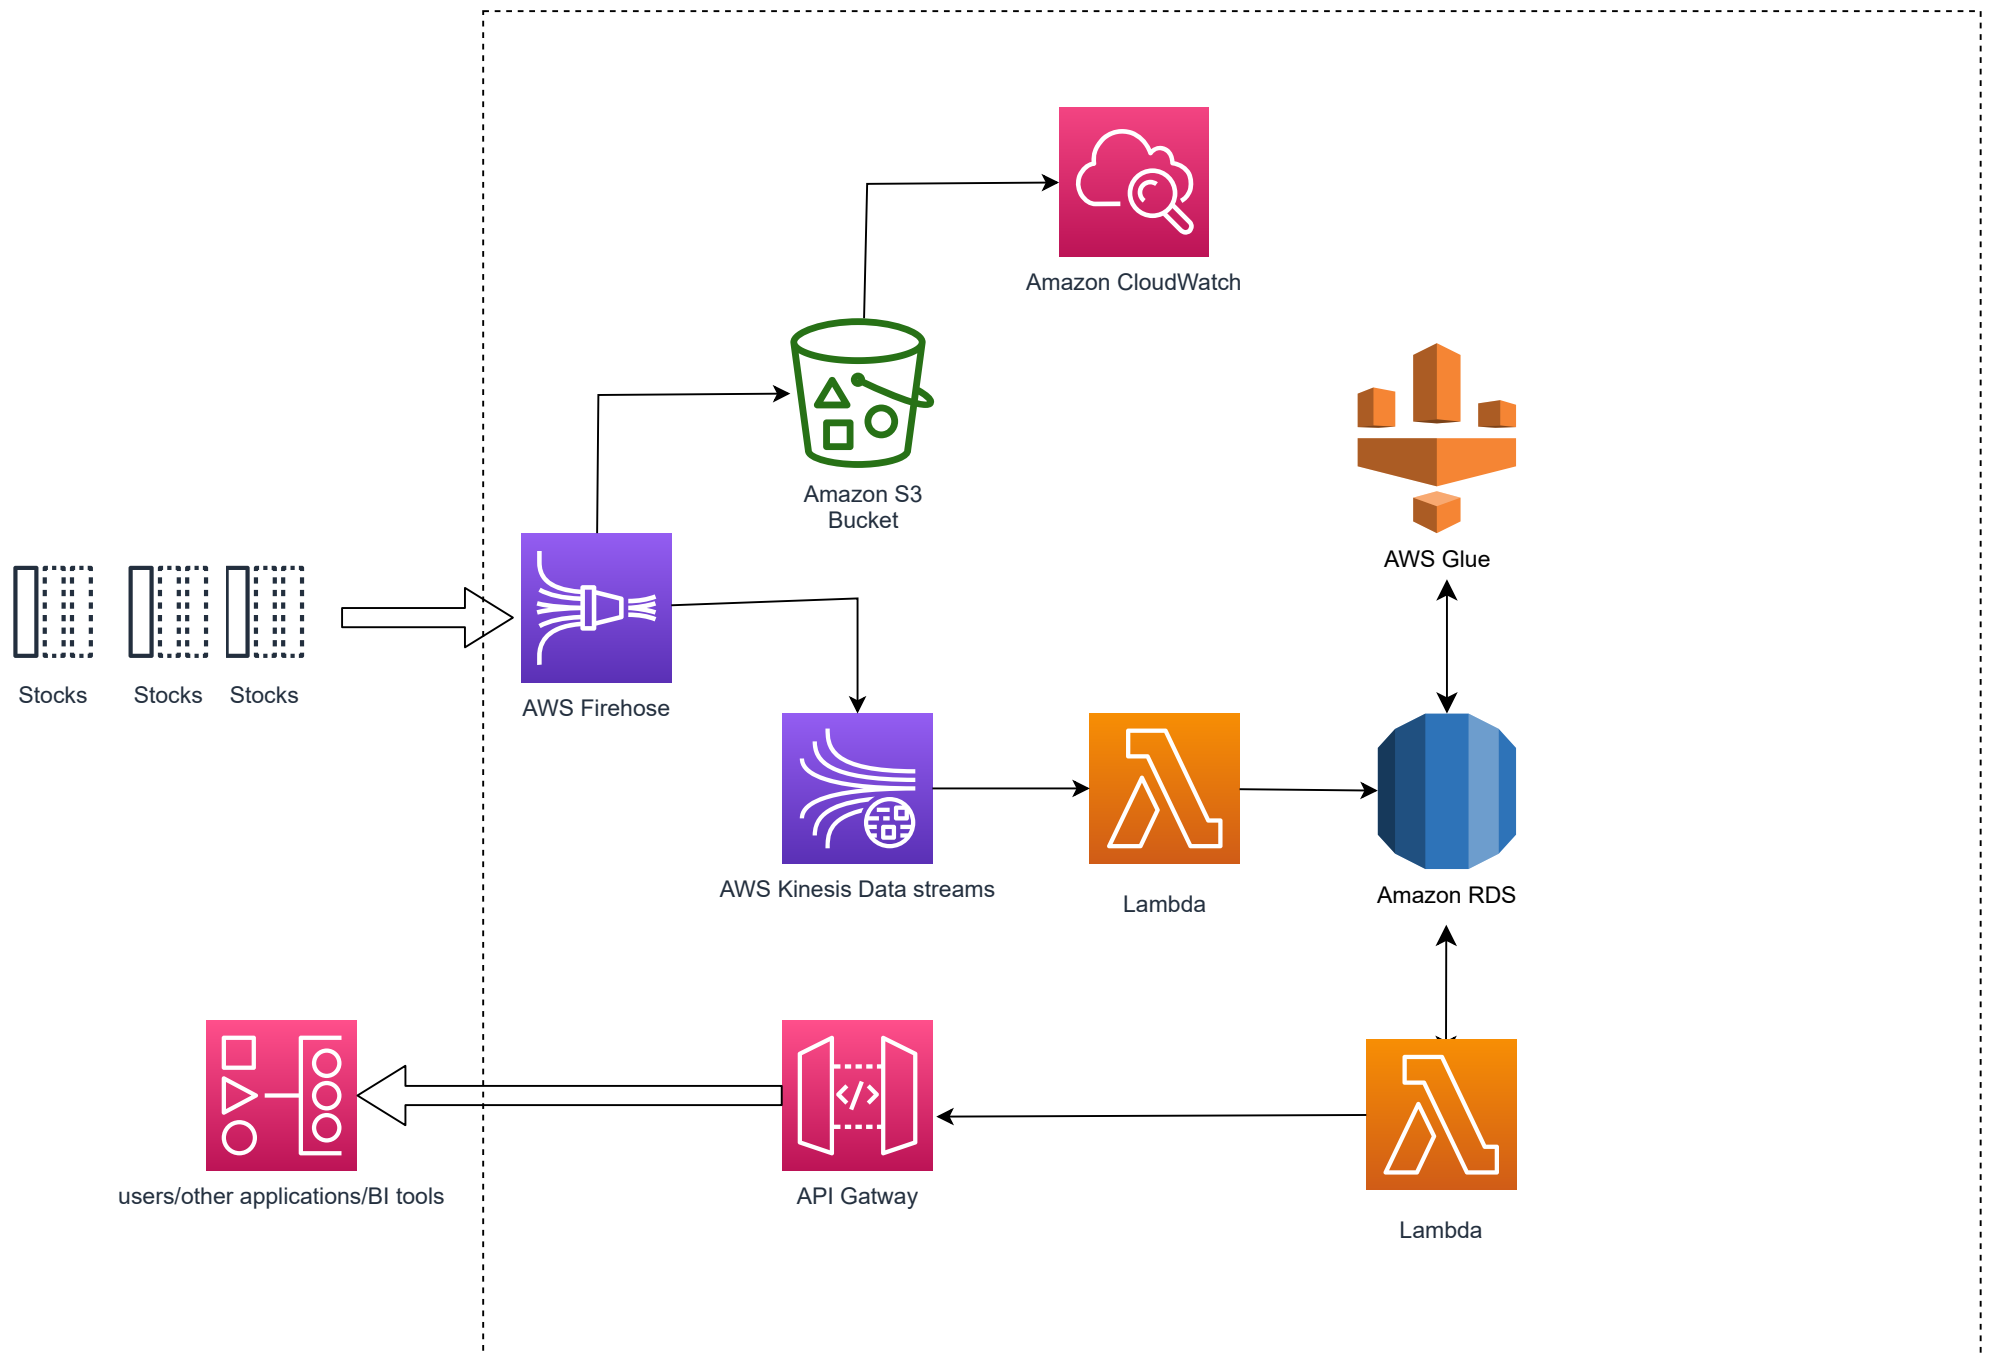 Amazon CloudWatch
Amazon S3
Bucket
AWS Glue
Stocks
Stocks
Stocks
AWS Firehose
AWS Kinesis Data streams
Lambda
Amazon RDS
users/other applications/BI tools
API Gatway
Lambda